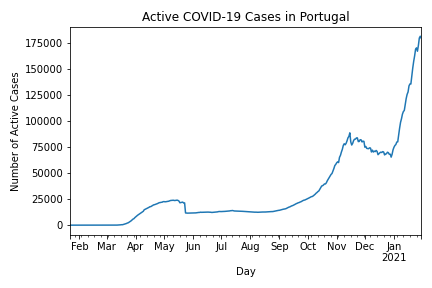 Active COVID-19 Cases in Portugal
Number of Active Cases
175000
150000
125000
100000
75000
50000
25000
0
Feb Mar Apr May Jun Jul Aug Sep Oct Nov Dec Jan
2021
Day